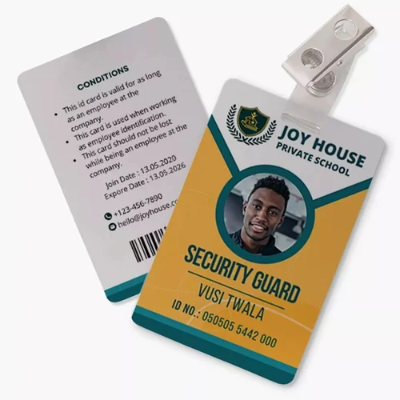 CONDITIONS
This id card is valid for as long
as an employee at the
company.
This card is used when working
as employee identification.
This card should not be lost
while being an employee at the
company.
Join Date : 13.05.2020
Expore Date : 13.05.2026
+123-456-7890
hello@joyhouse.co
JOY HOUSE
PRIVATE SCHOOL
SECURITY GUARD
VUSI TWALA
ID NO.: 050505 5442 000